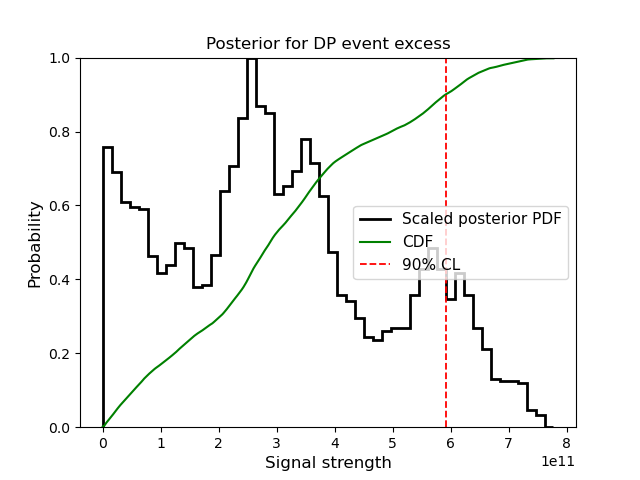 Posterior for DP event excess
1.0
0.8
0.6
0.4
0.2
0.0
Probability
Scaled posterior PDF
CDF
90% CL
0 1 2 3 4 5 6 7 8
1e11
Signal strength